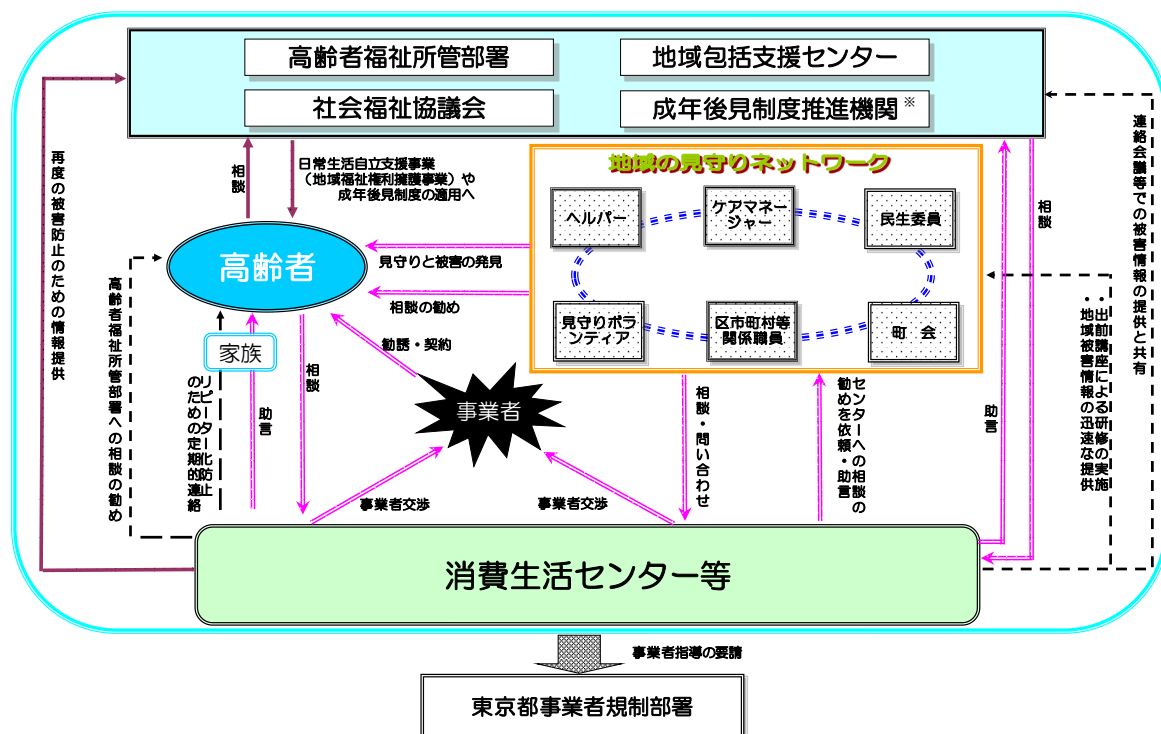 高齢者福祉所管部署
地域包括支援センター
社会福祉協議会
成年後見制度推進機関※
再度の被害防止のための情報提供
相談
日常生活自立支援事業
（地域福祉権利擁護事業）や
成年後見制度の適用へ
地域の見守りネットワーク
ヘルパー
ケアマネー
ジャー
民生委員
見守りボラ
ンティア
区市町村等
関係職員
町　会
相談
連絡会議等での被害情報の提供と共有
高齢者
見守りと被害の発見
相談の勧め
勧誘・契約
家族
事業者
高齢者福祉所管部署への相談の勧め
リピーター化防止
のための定期的連絡
助言
相談
事業者交渉
事業者交渉
相談・問い合わせ
センターへの相談の
勧めを依頼・助言
助言
・出前講座による研修の実施
・地域被害情報の迅速な提供
消費生活センター等
事業者指導の要請
東京都事業者規制部署